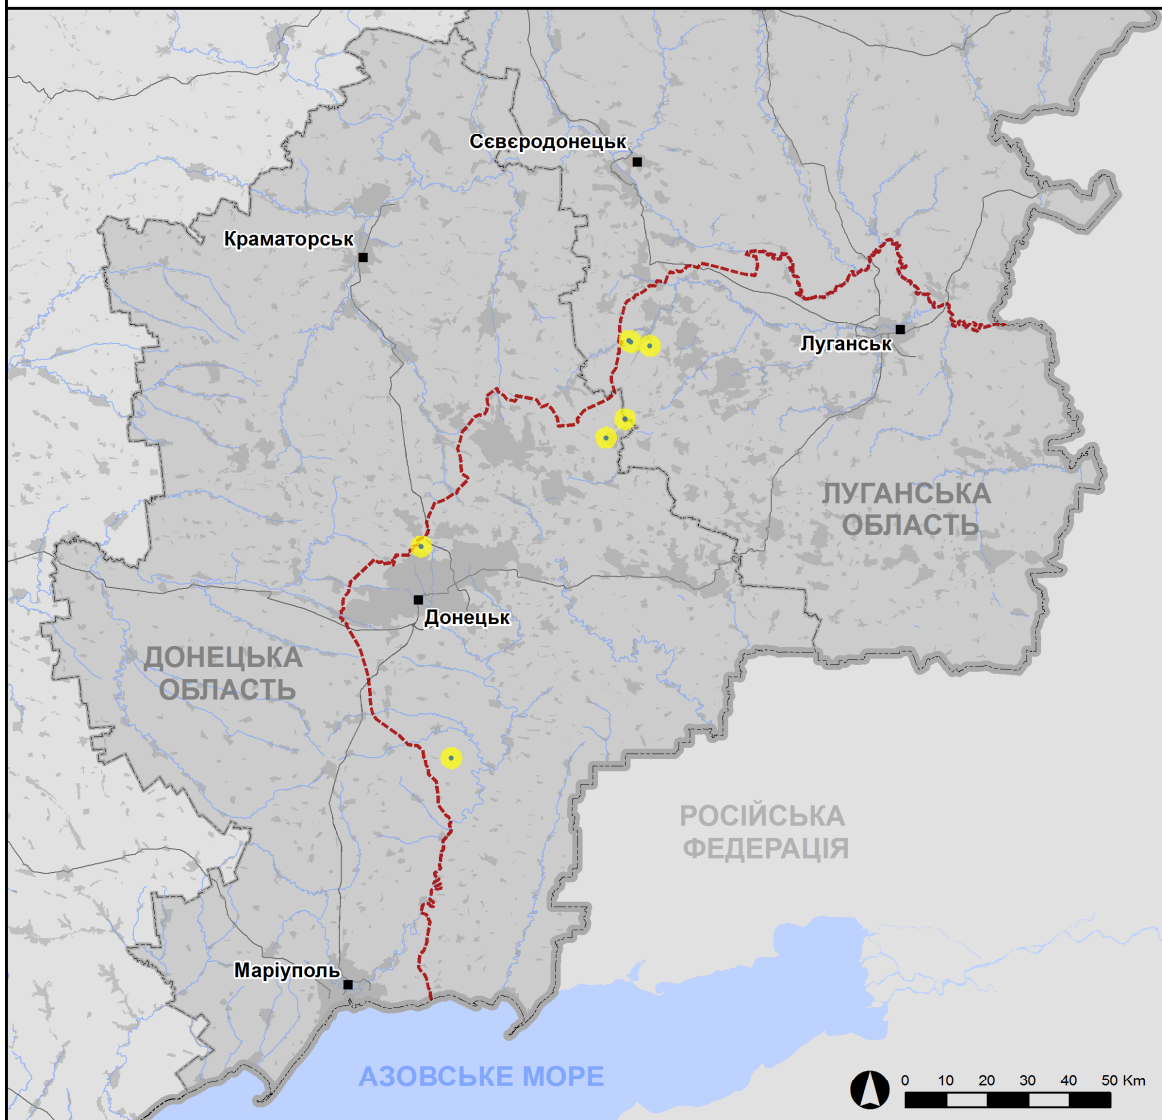 Сєвєродонецьк
Краматорськ
Луганськ
ЛУГАНСЬКА
ОБЛАСТЬ
Донецьк
ДОНЕЦЬКА
ОБЛАСТЬ
РОСІЙСЬКА
ФЕДЕРАЦІЯ
Маріуполь
АЗОВСЬКЕ МОРЕ
0 10 20 30 40 50 Km